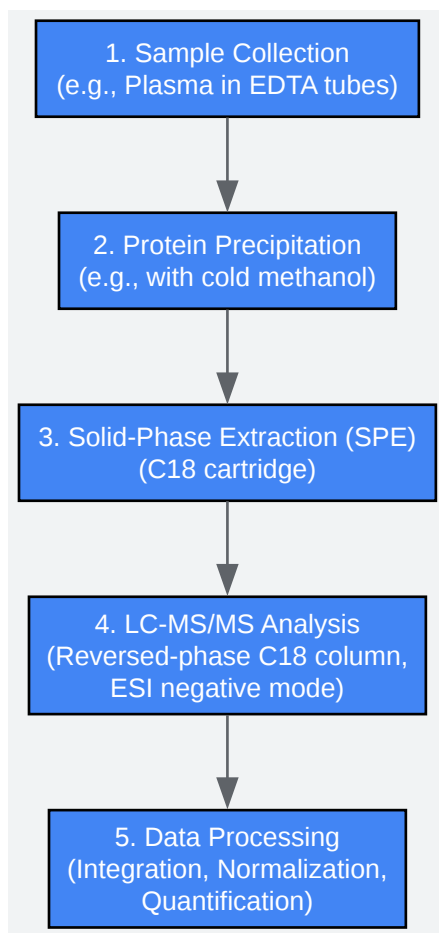 1. Sample Collection
(e.g., Plasma in EDTA tubes)
2. Protein Precipitation
(e.g., with cold methanol)
3. Solid-Phase Extraction (SPE)
(C18 cartridge)
4. LC-MS/MS Analysis
(Reversed-phase C18 column,
ESI negative mode)
5. Data Processing
(Integration, Normalization,
Quantification)